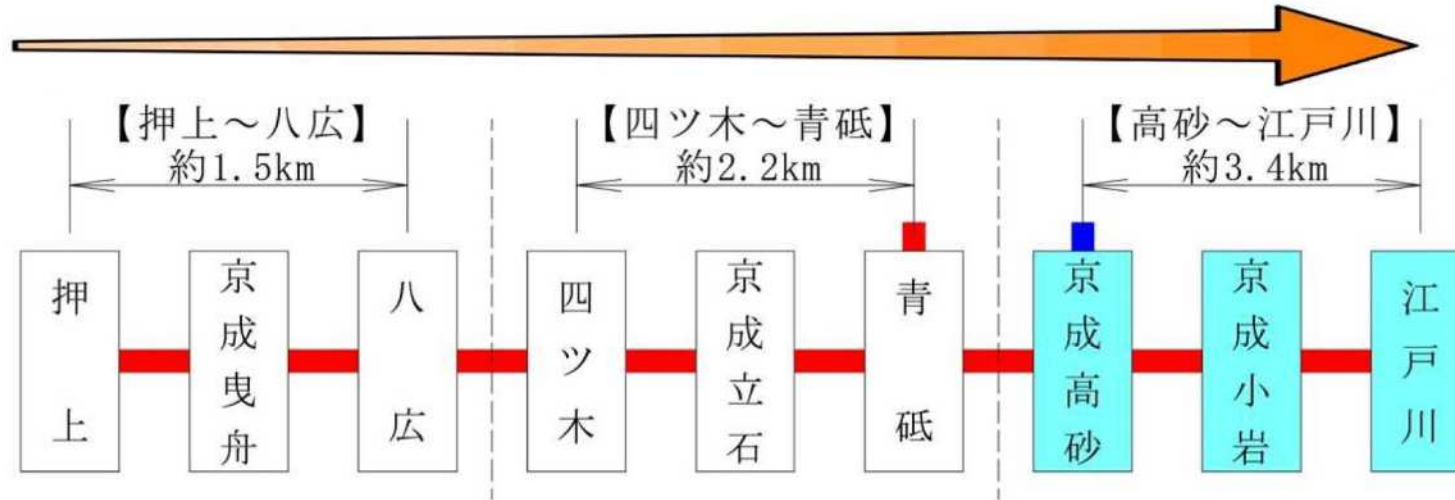 【押上～八広】
約1.5km
【四ツ木～青砥】
約2.2km
【高砂～江戸川】
約3.4km
押上
京成曳舟
八広
四ツ木
京成立石
青砥
京成高砂
京成小岩
江戸川